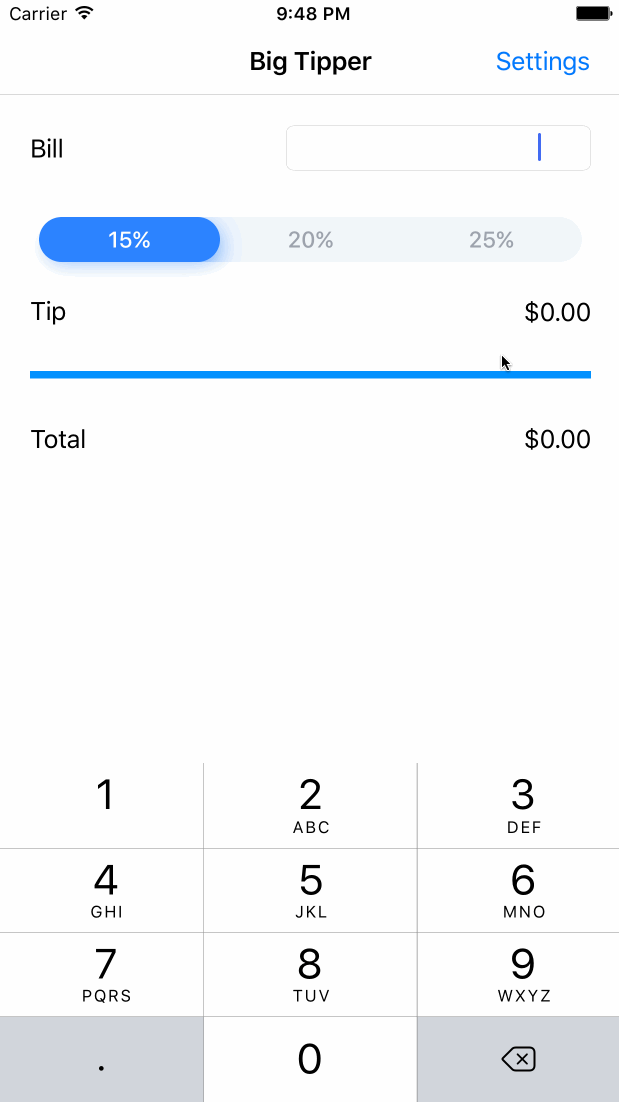 Carrier 9:48 PM
Big Tipper Settings
Bill
15% 20% 25%
Tip $0.00
Total $0.00
1 2 3
ABC DEF
4 5 6
GHI JKL MNO
7 8 9
PQRS TUV WXYZ
. 0